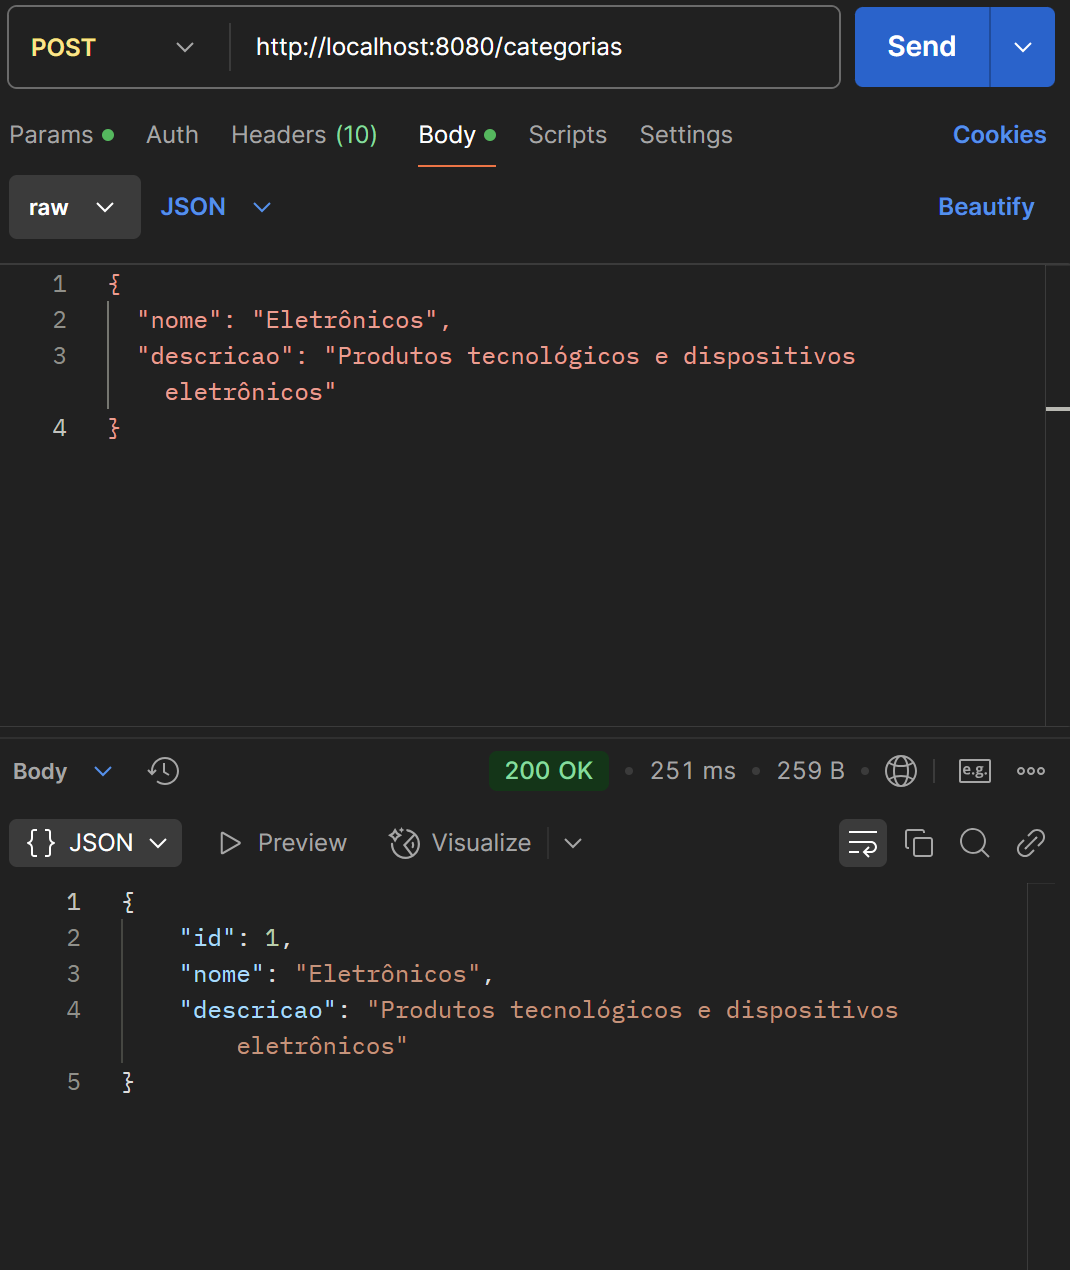 POST http://localhost:8080/categorias Send
Params Auth Headers (10) Body Scripts Settings Cookies
raw JSON Beautify
1 {
2 "nome": "Eletrônicos",
3 "descricao": "Produtos tecnológicos e dispositivos
eletrônicos"
4 }
Body 200 OK 251 ms 259 B e.g.
{} JSON Preview Visualize
1 {
2 "id": 1,
3 "nome": "Eletrônicos",
4 "descricao": "Produtos tecnológicos e dispositivos
eletrônicos"
5 }